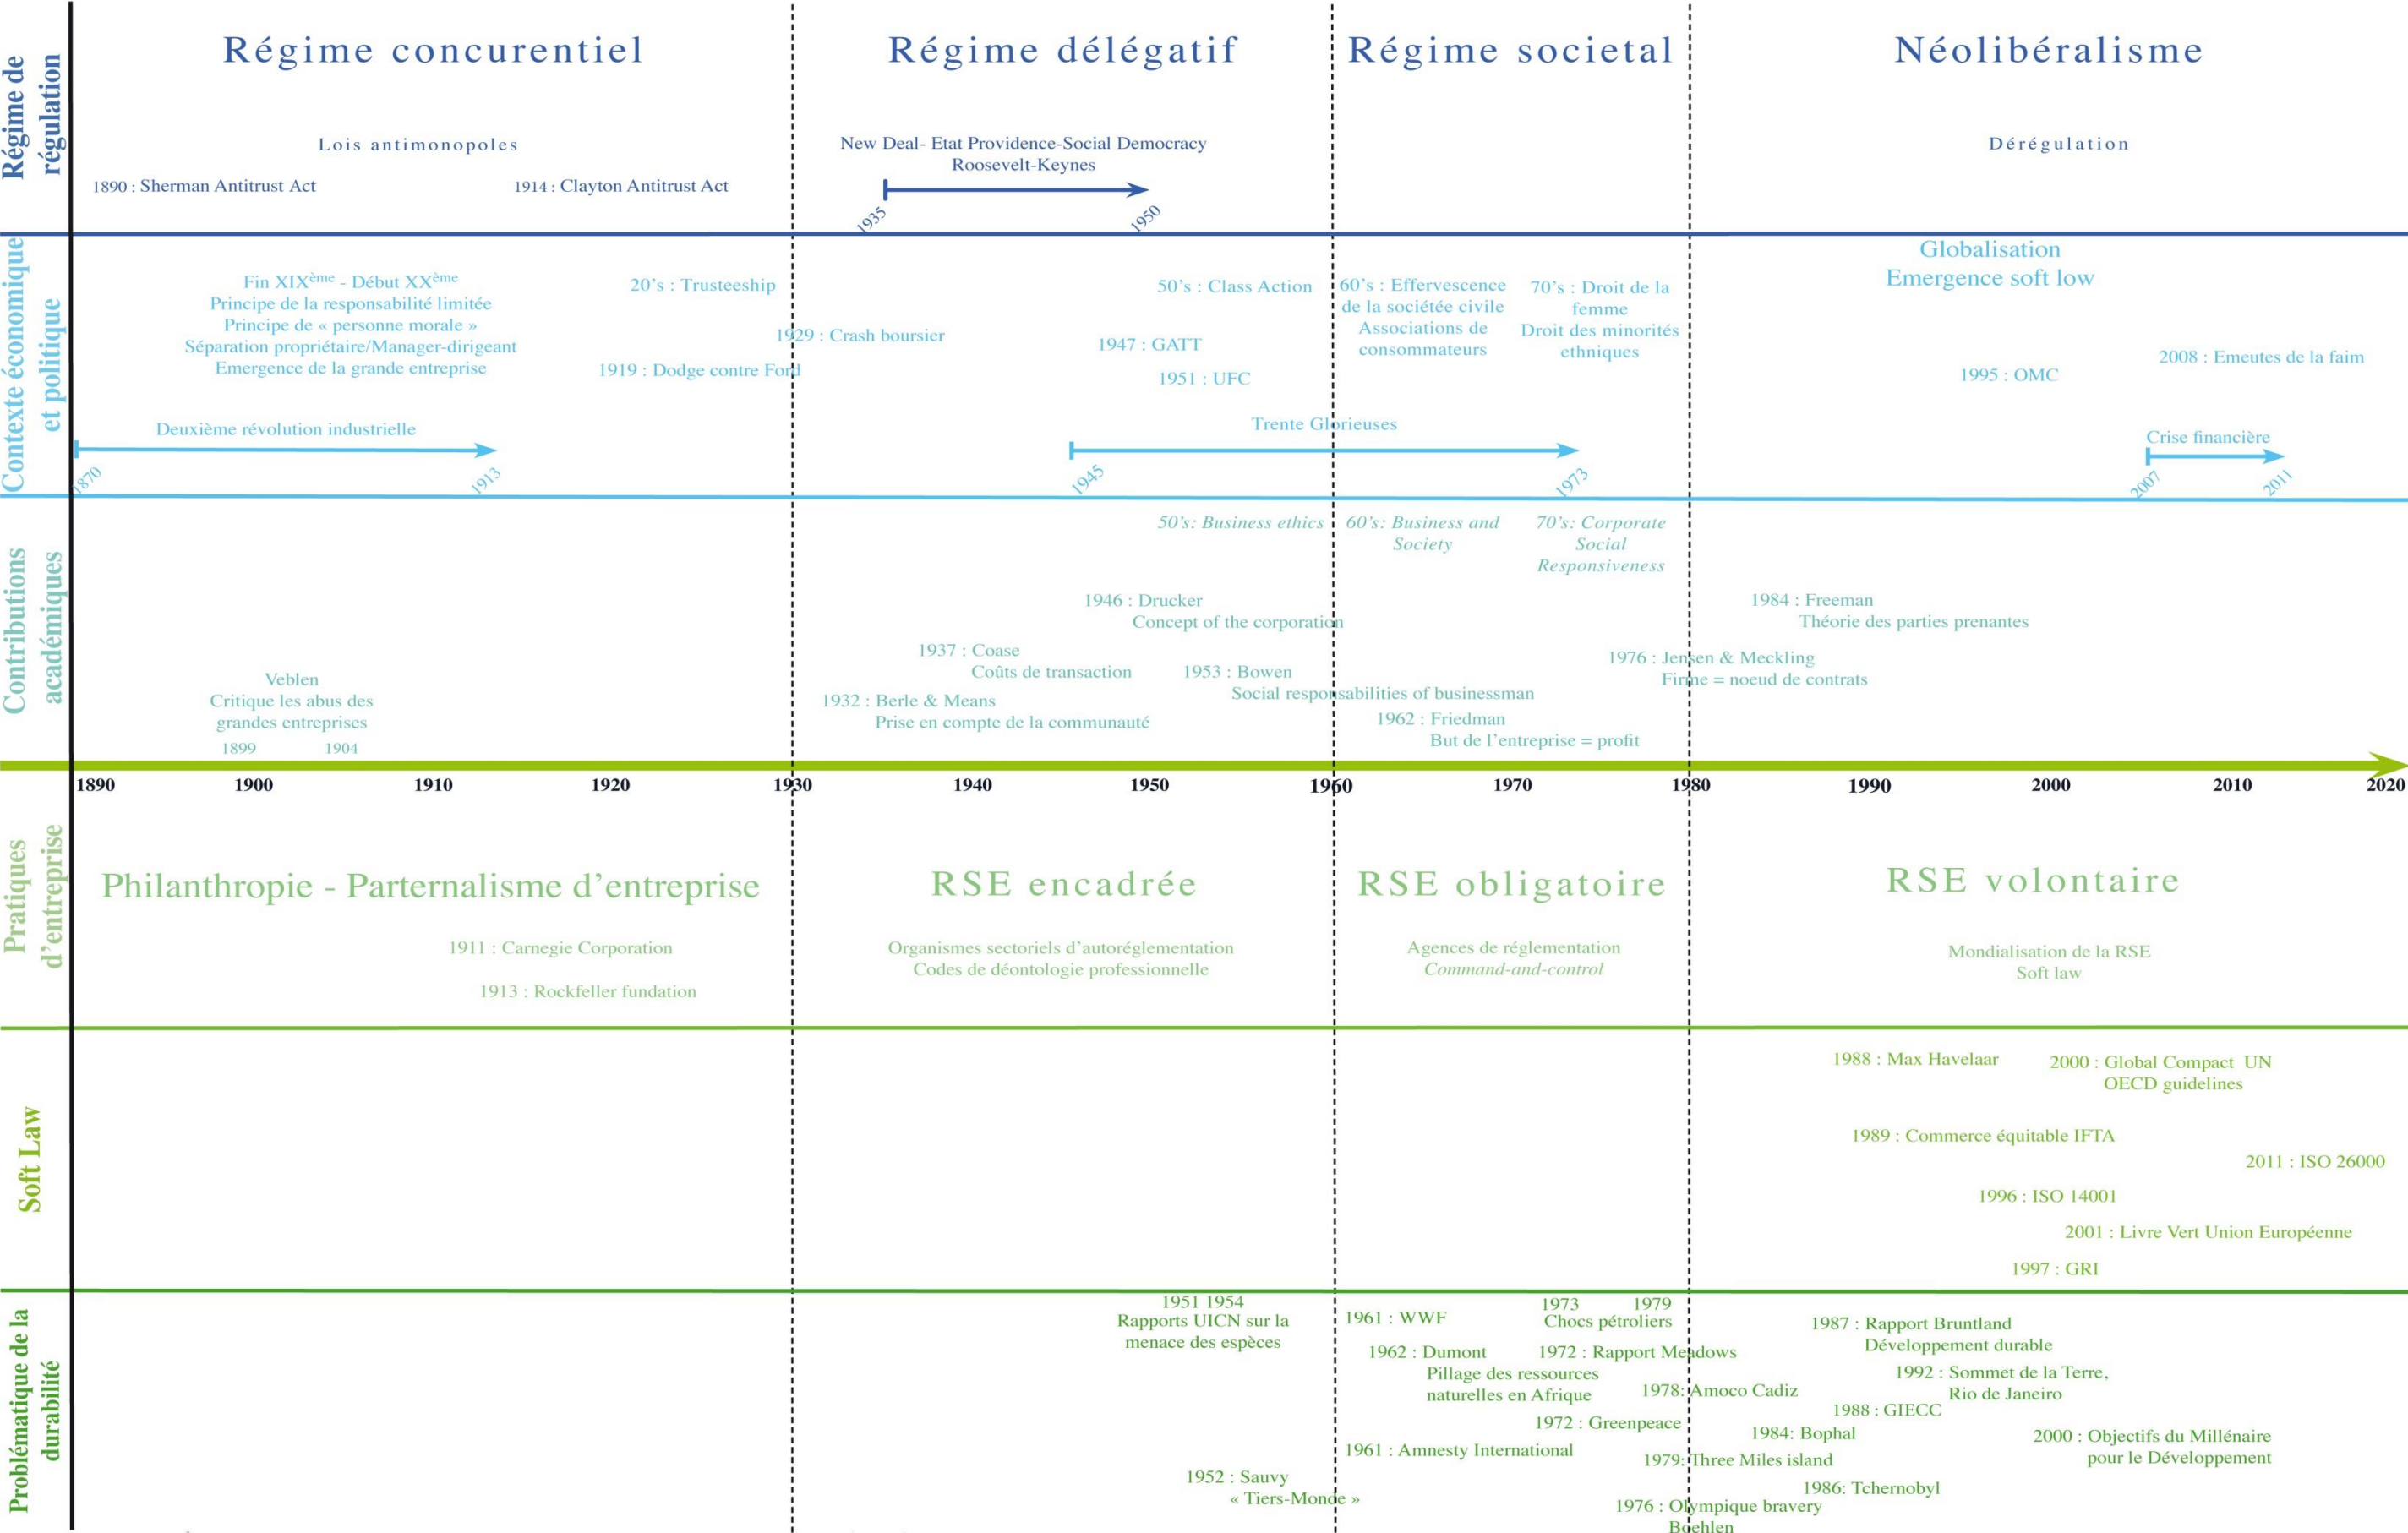 Régime de
régulation
Régime concurentiel
Régime délégatif
Régime societal
Néolibéralisme
Lois antimonopoles
1890 : Sherman Antitrust Act
1914 : Clayton Antitrust Act
New Deal- Etat Providence-Social Democracy
Roosevelt-Keynes
1935
1950
Dérégulation
Contexte économique
et politique
Fin XIXème - Début XXème
Principe de la responsabilité limitée
Principe de « personne morale »
Séparation propriétaire/Manager-dirigeant
Emergence de la grande entreprise
20's : Trusteeship
1929 : Crash boursier
1919 : Dodge contre Ford
Deuxième révolution industrielle
1870
1913
50's : Class Action
1947 : GATT
1951 : UFC
60's : Effervescence
de la sociétée civile
Associations de
consommateurs
70's : Droit de la
femme
Droit des minorités
ethniques
Trente Glorieuses
1945
1973
Globalisation
Emergence soft low
2008 : Emeutes de la faim
1995 : OMC
Crise financière
2007
2011
Contributions
académiques
50's: Business ethics
60's: Business and
Society
70's: Corporate
Social
Responsiveness
Veblen
Critique les abus des
grandes entreprises
1899
1904
1946 : Drucker
Concept of the corporation
1937 : Coase
Coûts de transaction
1953 : Bowen
Social responsabilities of businessman
1932 : Berle & Means
Prise en compte de la communauté
1962 : Friedman
But de l'entreprise = profit
1984 : Freeman
Théorie des parties prenantes
1976 : Jensen & Meckling
Firme = noeud de contrats
1890 1900 1910 1920 1930 1940 1950 1960 1970 1980 1990 2000 2010 2020
Pratiques
d'entreprise
Philanthropie - Parternalisme d'entreprise
1911 : Carnegie Corporation
1913 : Rockfeller fundation
RSE encadrée
Organismes sectoriels d'autoréglementation
Codes de déontologie professionnelle
RSE obligatoire
Agences de réglementation
Command-and-control
RSE volontaire
Mondialisation de la RSE
Soft law
Soft Law
1988 : Max Havelaar
2000 : Global Compact UN
OECD guidelines
1989 : Commerce équitable IFTA
2011 : ISO 26000
1996 : ISO 14001
2001 : Livre Vert Union Européenne
1997 : GRI
Problématique de la
durabilité
1951 1954
Rapports UICN sur la
menace des espèces
1952 : Sauvy
« Tiers-Monde »
1961 : WWF
1973
1979
Chocs pétroliers
1962 : Dumont
Pillage des ressources
naturelles en Afrique
1972 : Rapport Meadows
1978: Amoco Cadiz
1972 : Greenpeace
1961 : Amnesty International
1979: Three Miles island
1976 : Olympique bravery
Boehlen
1987 : Rapport Bruntland
Développement durable
1992 : Sommet de la Terre,
Rio de Janeiro
1988 : GIECC
1984: Bophal
2000 : Objectifs du Millénaire
pour le Développement
1986: Tchernobyl